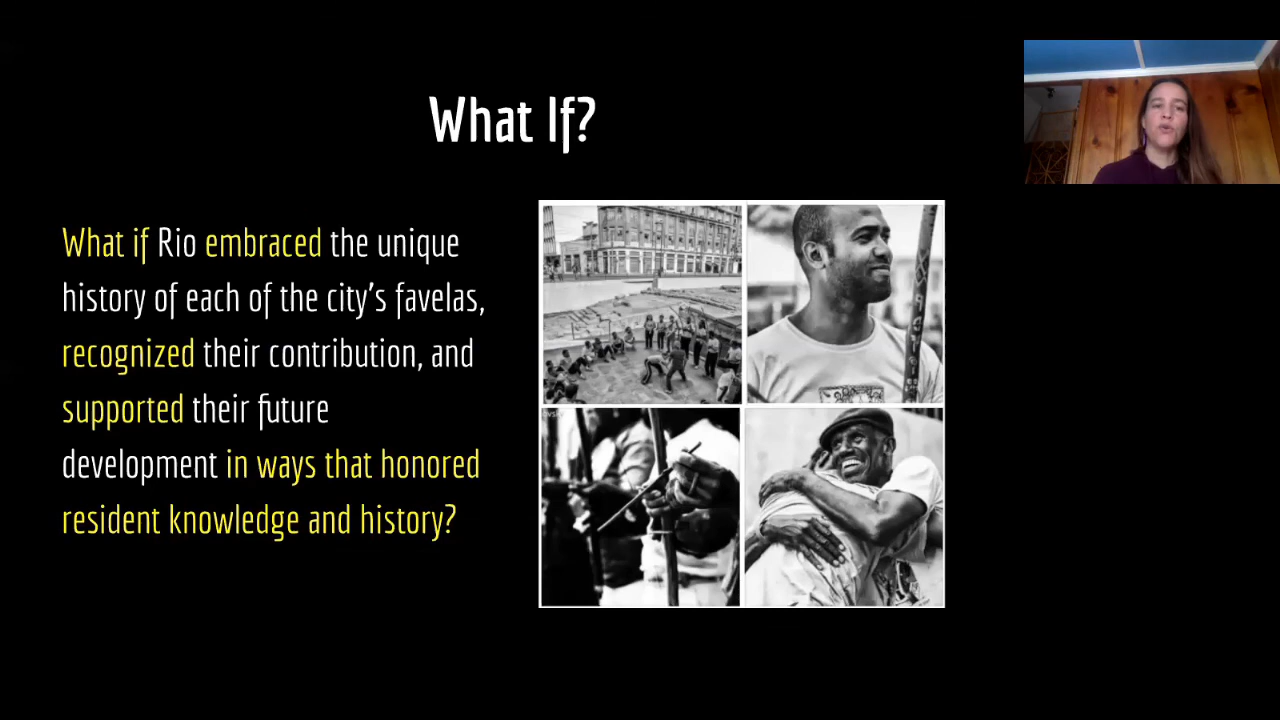 What If?
What if Rio embraced the unique
history of each of the city's favelas,
recognized their contribution, and
supported their future
development in ways that honored
resident knowledge and history?